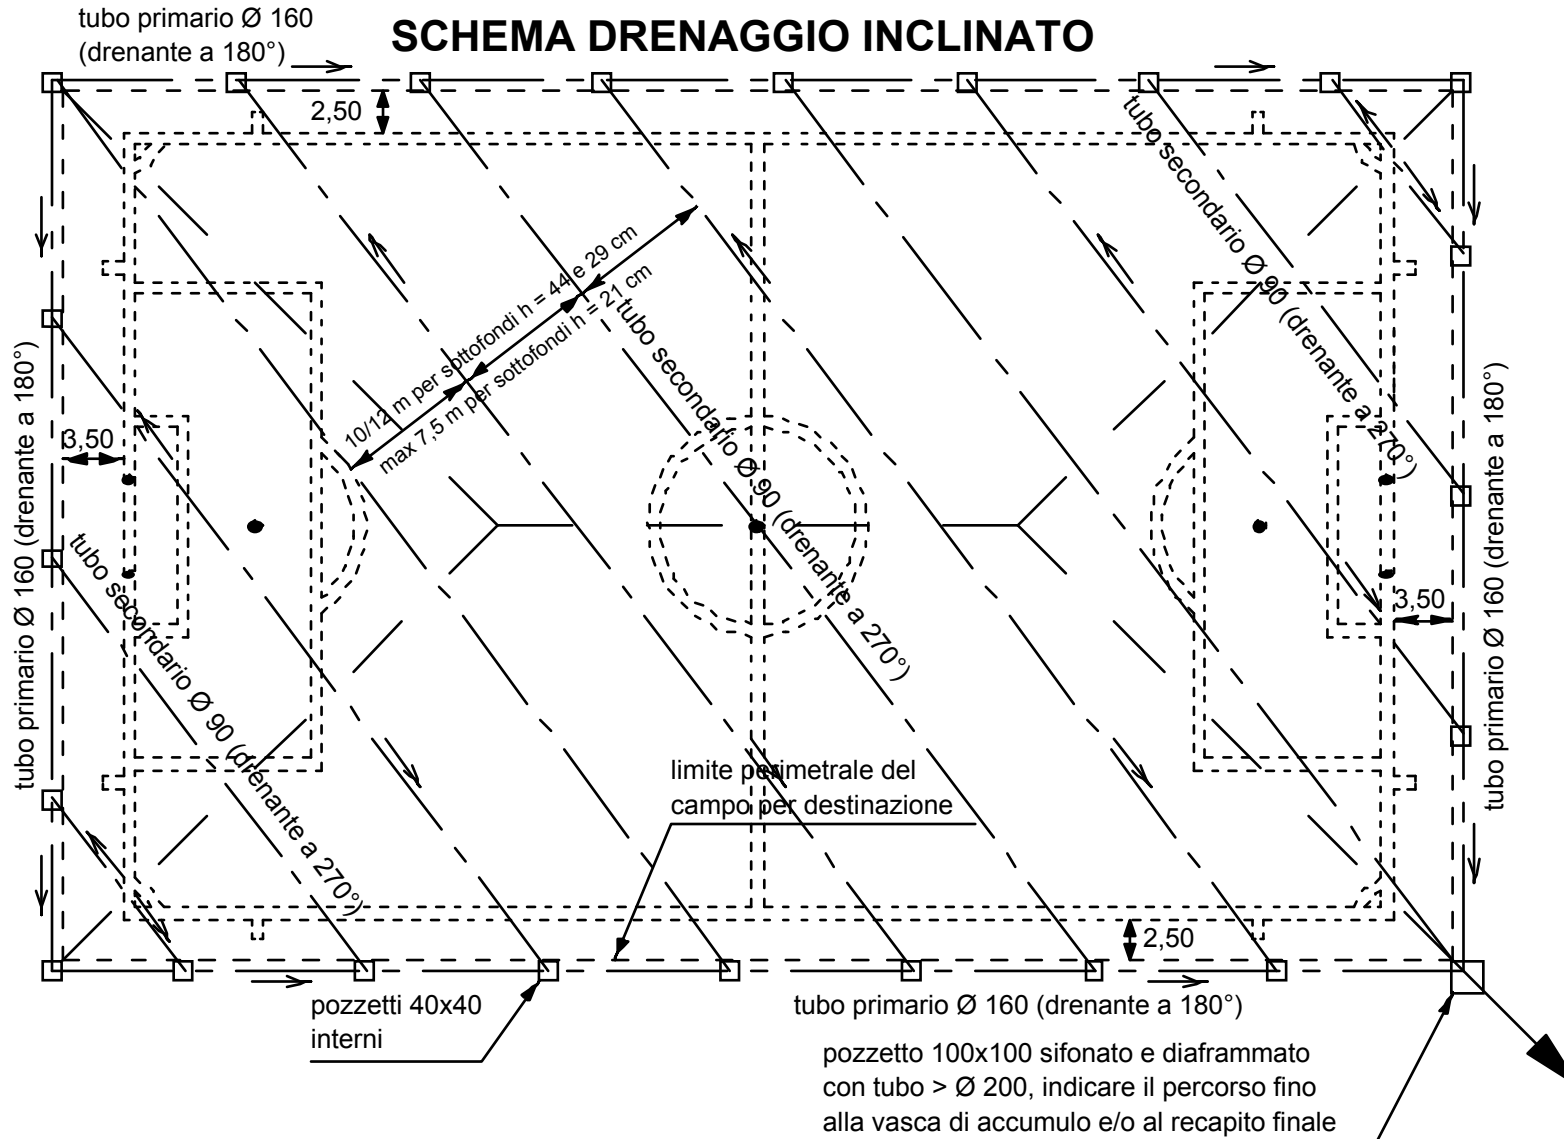 tubo primario Ø 160
(drenante a 180°)
SCHEMA DRENAGGIO INCLINATO
2,50
tubo secondario Ø 90 (drenante a 270°)
10/12 m per sottofondi h = 44 e 29 cm
max 7,5 m per sottofondi h = 21 cm
tubo secondario Ø 90 (drenante a 270°)
tubo primario Ø 160 (drenante a 180°)
3,50
tubo secondario Ø 90 (drenante a 270°)
3,50
tubo primario Ø 160 (drenante a 180°)
limite perimetrale del
campo per destinazione
2,50
pozzetti 40x40
interni
tubo primario Ø 160 (drenante a 180°)
pozzetto 100x100 sifonato e diaframmato
con tubo > Ø 200, indicare il percorso fino
alla vasca di accumulo e/o al recapito finale